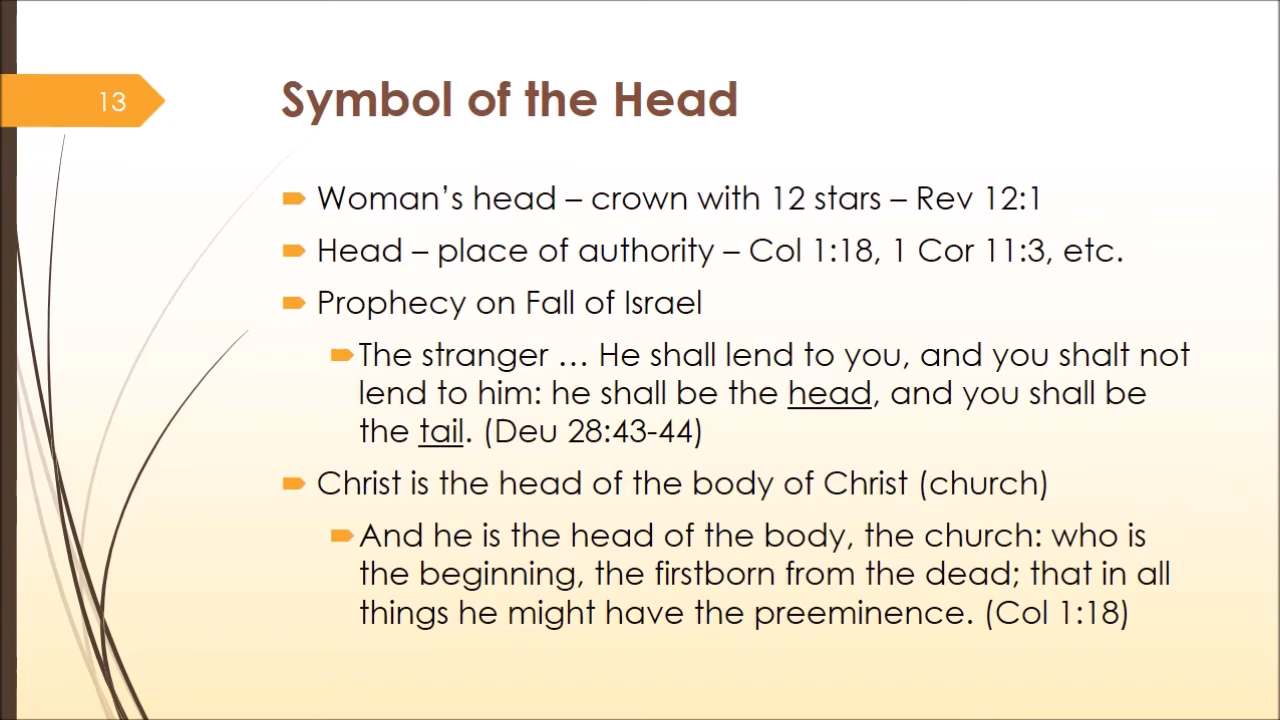 13
Symbol of the Head
Woman's head – crown with 12 stars – Rev 12:1
Head – place of authority – Col 1:18, 1 Cor 11:3, etc.
Prophecy on Fall of Israel
The stranger … He shall lend to you, and you shalt not
lend to him: he shall be the head, and you shall be
the tail. (Deu 28:43-44)
Christ is the head of the body of Christ (church)
And he is the head of the body, the church: who is
the beginning, the firstborn from the dead; that in all
things he might have the preeminence. (Col 1:18)